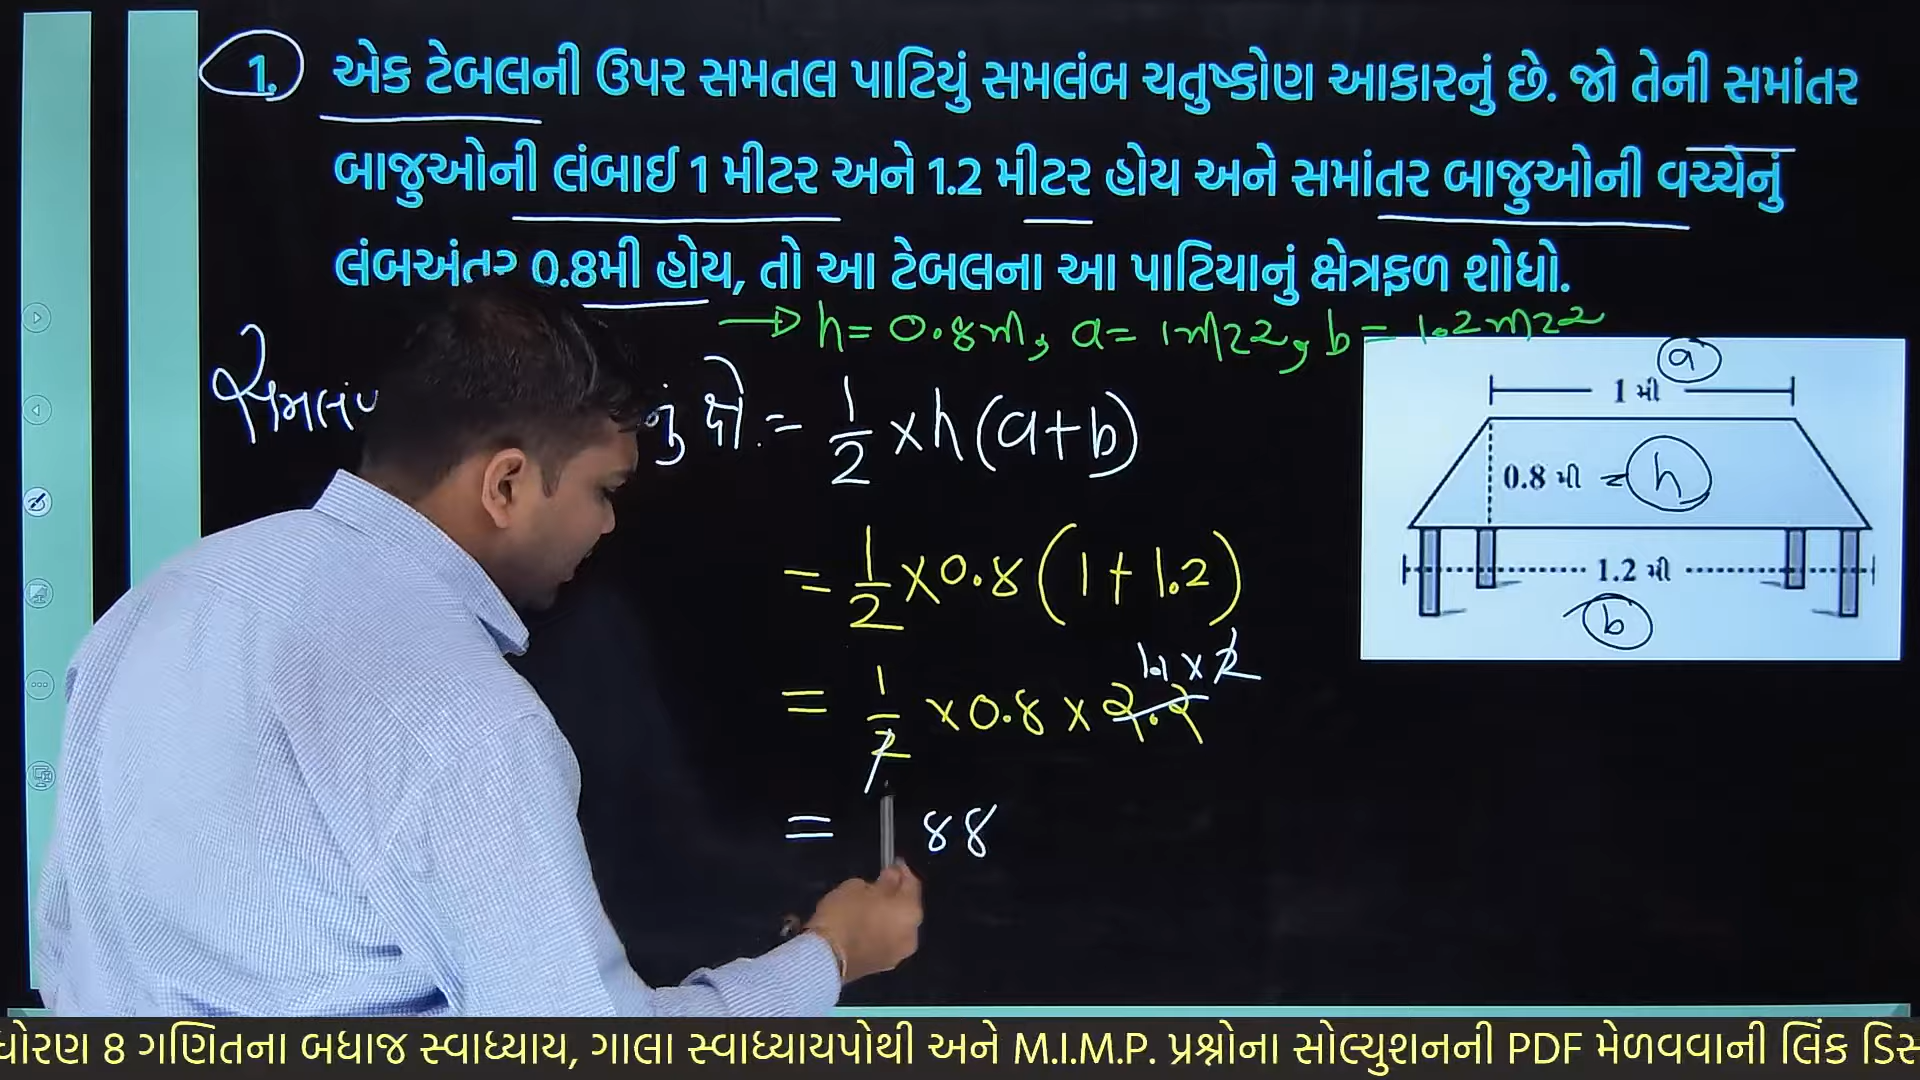 1. એક ટેબલની ઉપર સમતલ પાટિયું સમલંબ ચતુષ્કોણ આકારનું છે. જો તેની સમાંતર
બાજુઓની લંબાઈ 1 મીટર અને 1.2 મીટર હોય અને સમાંતર બાજુઓની વચ્ચેનું
લંબઅંતર 0.8મી હોય, તો આ ટેબલના આ પાટિયાનું ક્ષેત્રફળ શોધો.
h = 0.8મી, a = 1મીટર, b = 1.2મીટર
નું ક્ષે. = 1/2 × h (a+b)
= 1/2 × 0.8 (1 + 1.2)
1.1 × 2
= 1/2 × 0.8 × 2.2
= 88
a
1 મી
0.8 મી = h
1.2 મી
b
ધોરણ 8 ગણિતના બધાજ સ્વાધ્યાય, ગાલા સ્વાધ્યાયપોથી અને M.I.M.P. પ્રશ્નોના સોલ્યુશનની PDF મેળવવાની લિંક ડિસ